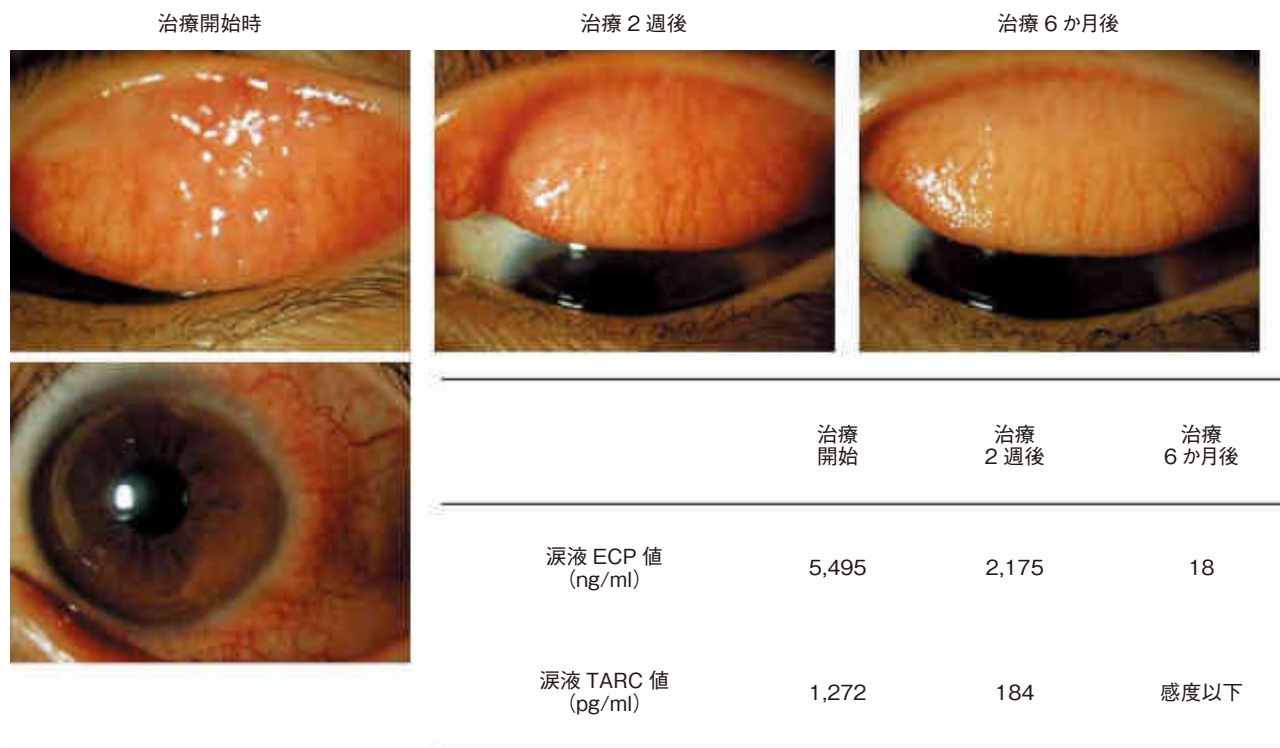 治療開始時
治療 2 週後
治療 6 か月後
治療
開始
治療
2 週後
治療
6 か月後
涙液 ECP 値
(ng/ml)
5,495
2,175
18
涙液 TARC 値
(pg/ml)
1,272
184
感度以下